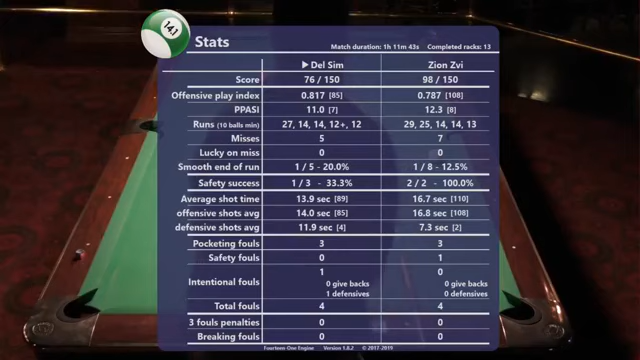 14.1
Stats
Match duration: 1h 11m 43s Completed racks: 13
▶ Del Sim Zion Zvi
Score 76 / 150 98 / 150
Offensive play index 0.817 [85] 0.787 [108]
PPASI 11.0 [7] 12.3 [8]
Runs (10 balls min) 27, 14, 14, 12+, 12 29, 25, 14, 14, 13
Misses 5 7
Lucky on miss 0 0
Smooth end of run 1 / 5 - 20.0% 1 / 8 - 12.5%
Safety success 1 / 3 - 33.3% 2 / 2 - 100.0%
Average shot time 13.9 sec [89] 16.7 sec [110]
offensive shots avg 14.0 sec [85] 16.8 sec [108]
defensive shots avg 11.9 sec [4] 7.3 sec [2]
Pocketing fouls 3 3
Safety fouls 0 1
Intentional fouls 1 0
0 give backs 0 give backs
1 defensives 0 defensives
Total fouls 4 4
3 fouls penalties 0 0
Breaking fouls 0 0
Fourteen-One Engine Version 1.0.2 © 2017-2019